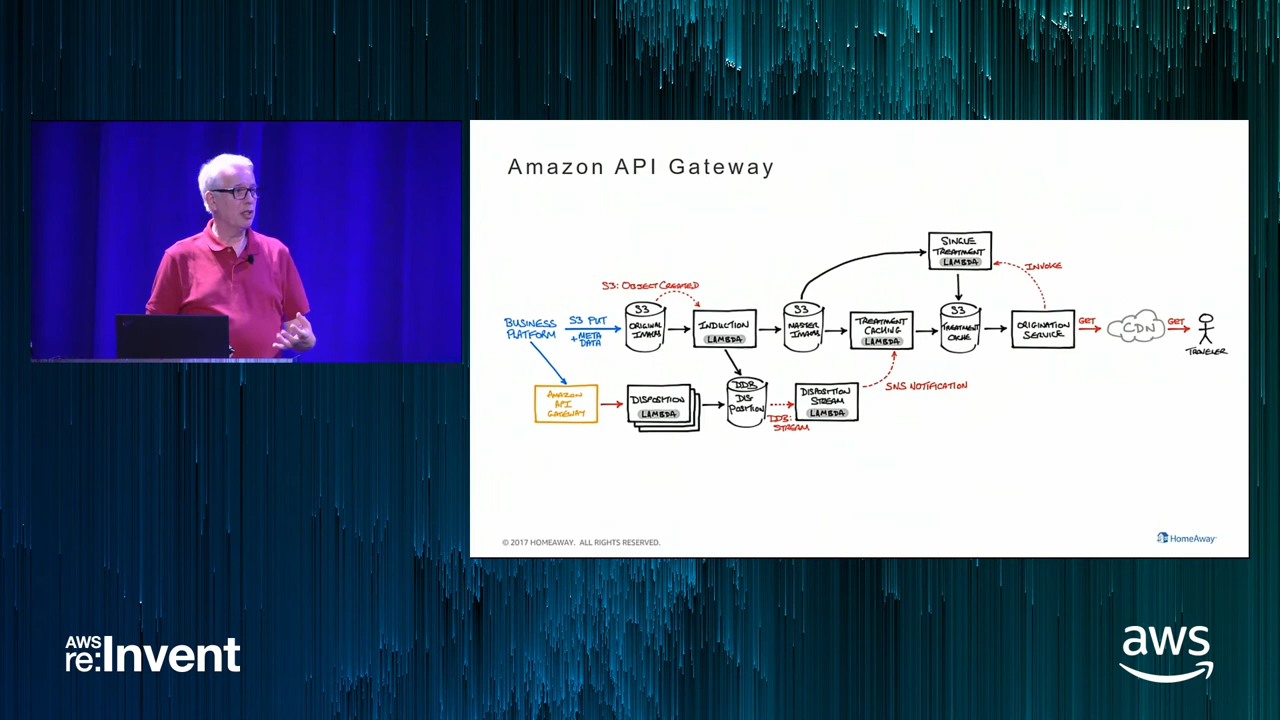 Amazon API Gateway
SINGLE
TREATMENT
LAMBDA
INVOKE
S3: OBJECT CREATED
S3
ORIGINAL
IMAGES
S3
MASTER
IMAGES
S3
TREATMENT
CACHE
BUSINESS
PLATFORM
S3 PUT
+ META
DATA
INDUCTION
LAMBDA
TREATMENT
CACHING
LAMBDA
ORIGINATION
SERVICE
GET
CDN
GET
TRAVELER
AMAZON
API
GATEWAY
DISPOSITION
LAMBDA
DDB
DIS
POSITION
DDB:
STREAM
DISPOSITION
STREAM
LAMBDA
SNS NOTIFICATION
© 2017 HOMEAWAY. ALL RIGHTS RESERVED.
HomeAway
AWS
re:Invent
aws